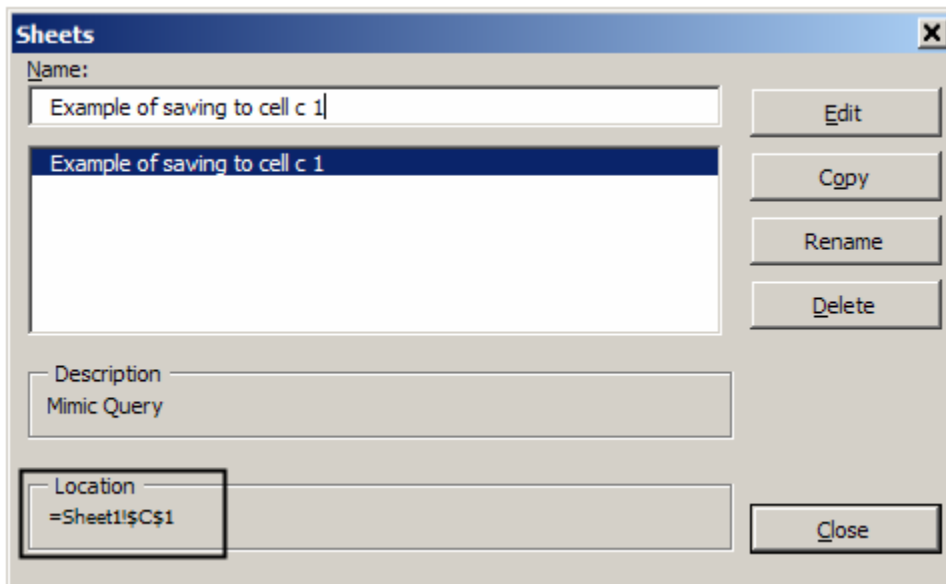 Sheets
Name:
Example of saving to cell c 1
Edit
Example of saving to cell c 1
Copy
Rename
Delete
Description
Mimic Query
Location
=Sheet1!$C$1
Close